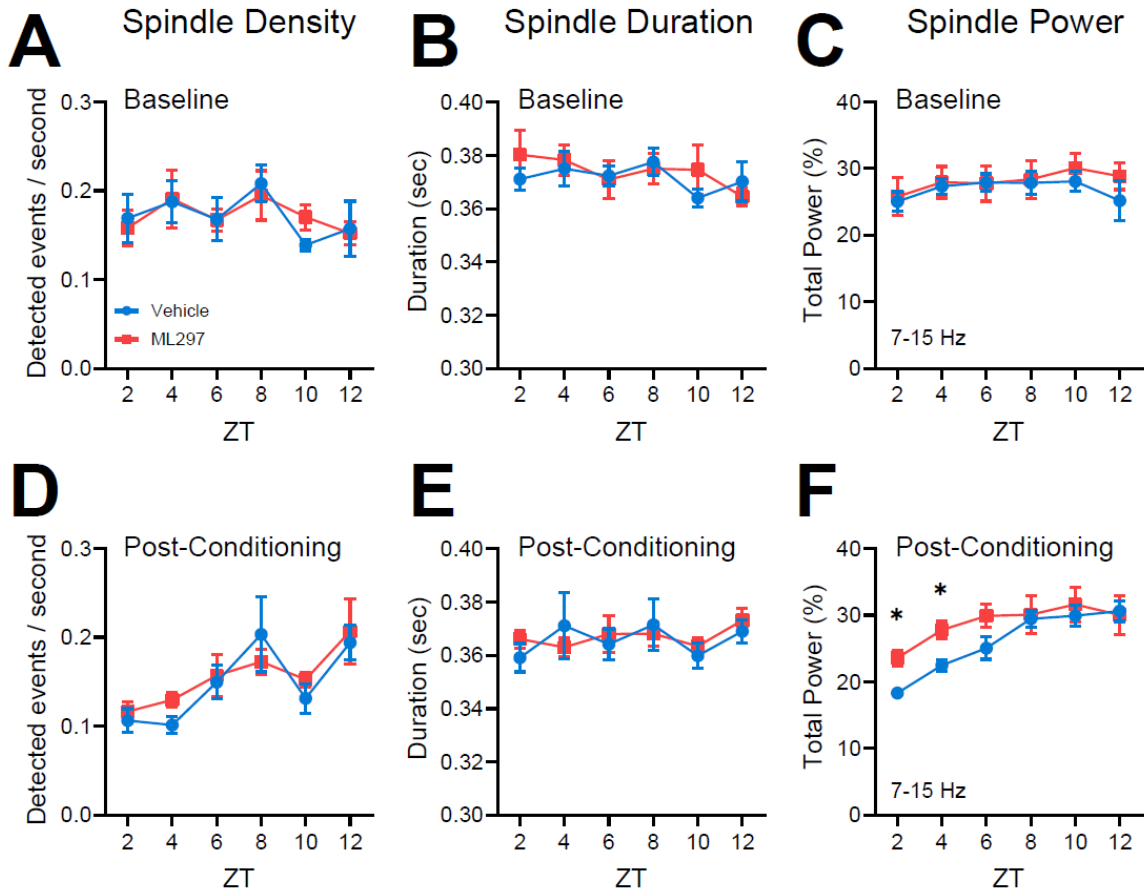 A Spindle Density
Baseline
Detected events / second
0.3
0.2
0.1
0.0
Vehicle
ML297
2 4 6 8 10 12
ZT
B Spindle Duration
Baseline
Duration (sec)
0.40
0.38
0.36
0.34
0.32
0.30
2 4 6 8 10 12
ZT
C Spindle Power
Baseline
Total Power (%)
40
30
20
10
0
7-15 Hz
2 4 6 8 10 12
ZT
D
Post-Conditioning
Detected events / second
0.3
0.2
0.1
0.0
2 4 6 8 10 12
ZT
E
Post-Conditioning
Duration (sec)
0.40
0.38
0.36
0.34
0.32
0.30
2 4 6 8 10 12
ZT
F
Post-Conditioning
Total Power (%)
40
30
20
10
0
* *
7-15 Hz
2 4 6 8 10 12
ZT